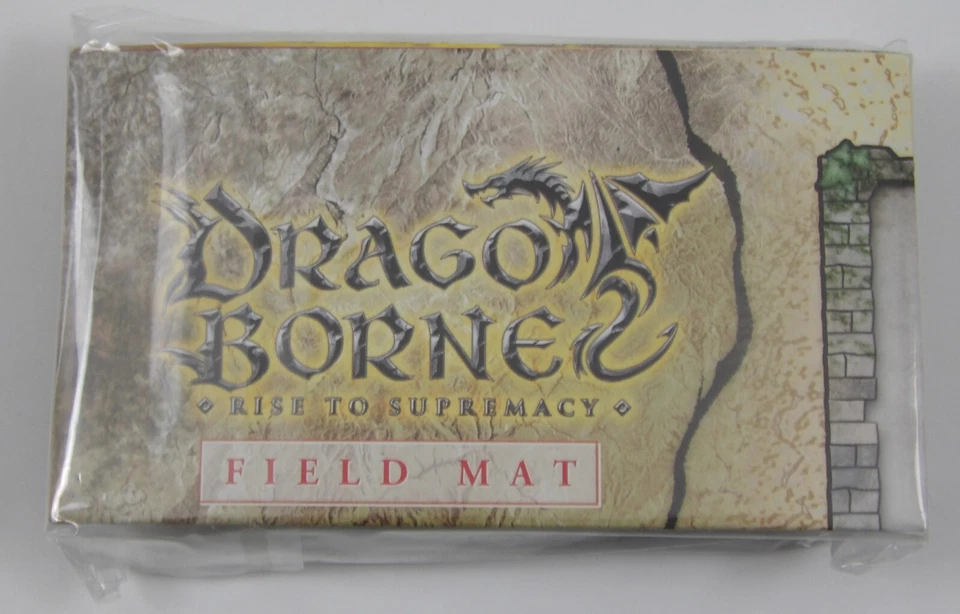 DRAGON
BORNE
RISE TO SUPREMACY
FIELD MAT